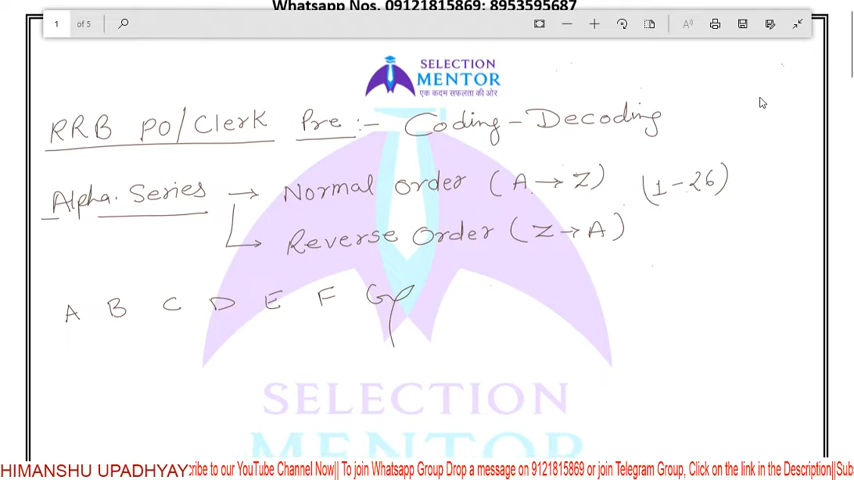 Whatsapp Nos. 09121815869; 8953595687
1 of 5
SELECTION
MENTOR
एक कदम सफलता की ओर
RRB PO/Clerk Pre :- Coding-Decoding
Alpha. Series → Normal Order (A → Z) (1-26)
→ Reverse Order (Z → A)
A B C D E F G
SELECTION
MENTOR
HIMANSHU UPADHYAY:cribe to our YouTube Channel Now|| To join Whatsapp Group Drop a message on 9121815869 or join Telegram Group, Click on the link in the Description||Sub